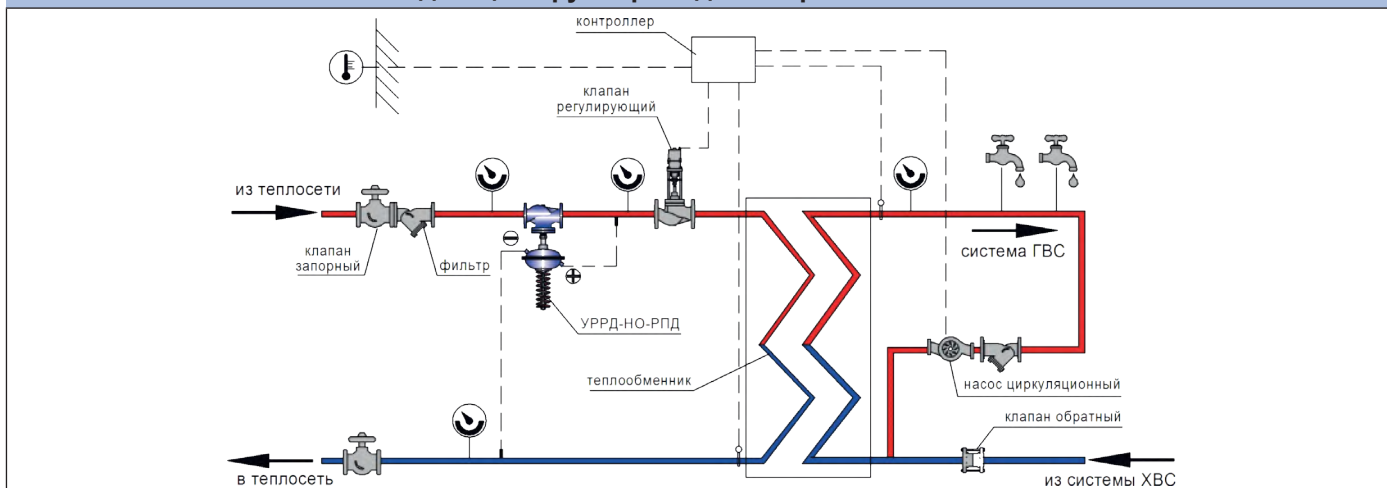 контроллер
клапан
регулирующий
из теплосети
клапан
запорный
фильтр
УРРД-НО-РПД
система ГВС
теплообменник
насос циркуляционный
клапан обратный
в теплосеть
из системы ХВС